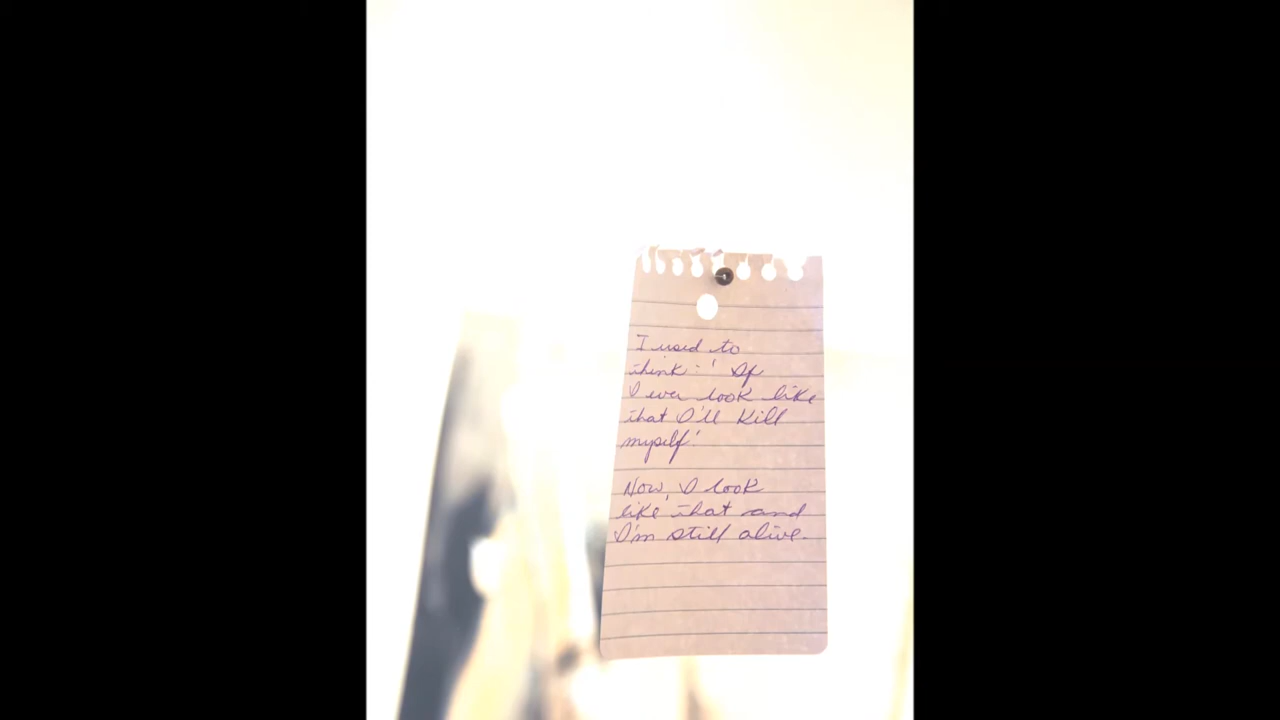 I used to
think: 'If
I ever look like
that I'll kill
myself'
Now, I look
like that and
I'm still alive.